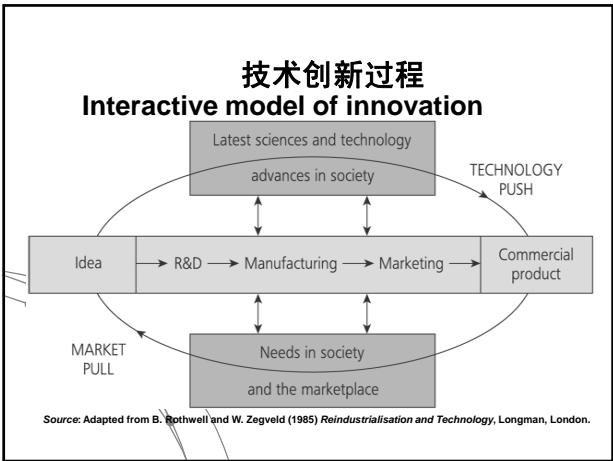 技术创新过程
Interactive model of innovation
Latest sciences and technology
advances in society
TECHNOLOGY
PUSH
Idea
R&D
Manufacturing
Marketing
Commercial
product
MARKET
PULL
Needs in society
and the marketplace
Source: Adapted from B. Rothwell and W. Zegveld (1985) Reindustrialisation and Technology, Longman, London.